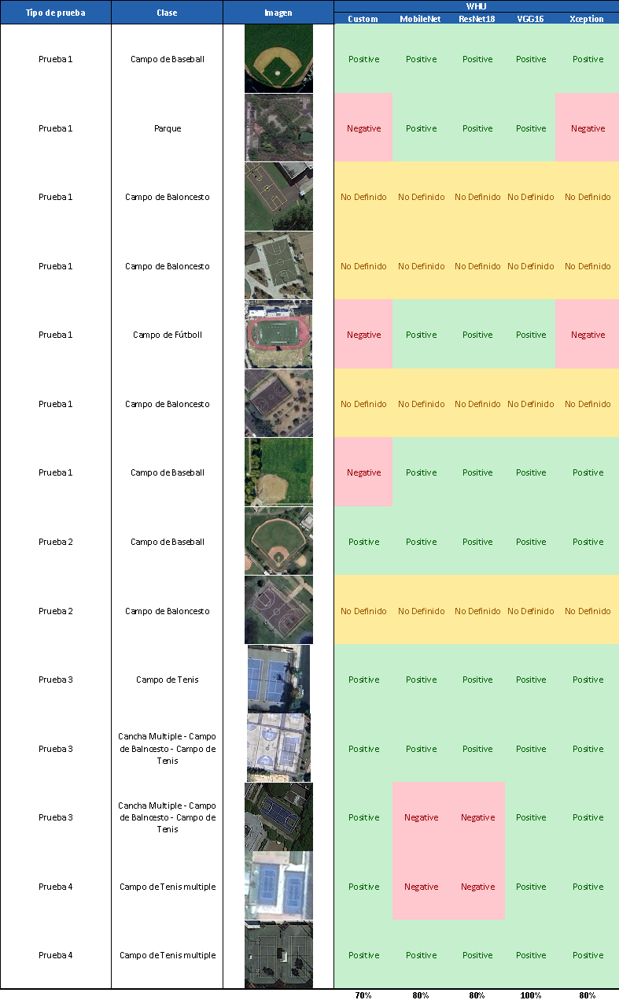 Tipo de prueba Clase Imagen WHU
Custom MobileNet ResNet18 VGG16 Xception
Prueba 1 Campo de Baseball Positive Positive Positive Positive Positive
Prueba 1 Parque Negative Positive Positive Positive Negative
Prueba 1 Campo de Baloncesto No Definido No Definido No Definido No Definido No Definido
Prueba 1 Campo de Baloncesto No Definido No Definido No Definido No Definido No Definido
Prueba 1 Campo de Fútboll Negative Positive Positive Positive Negative
Prueba 1 Campo de Baloncesto No Definido No Definido No Definido No Definido No Definido
Prueba 1 Campo de Baseball Negative Positive Positive Positive Positive
Prueba 2 Campo de Baseball Positive Positive Positive Positive Positive
Prueba 2 Campo de Baloncesto No Definido No Definido No Definido No Definido No Definido
Prueba 3 Campo de Tenis Positive Positive Positive Positive Positive
Cancha Multiple - Campo
Prueba 3 de Balncesto - Campo de Positive Positive Positive Positive Positive
Tenis
Cancha Multiple - Campo
Prueba 3 de Balncesto - Campo de Positive Negative Negative Positive Positive
Tenis
Prueba 4 Campo de Tenis multiple Positive Negative Negative Positive Positive
Prueba 4 Campo de Tenis multiple Positive Positive Positive Positive Positive
70% 80% 80% 100% 80%